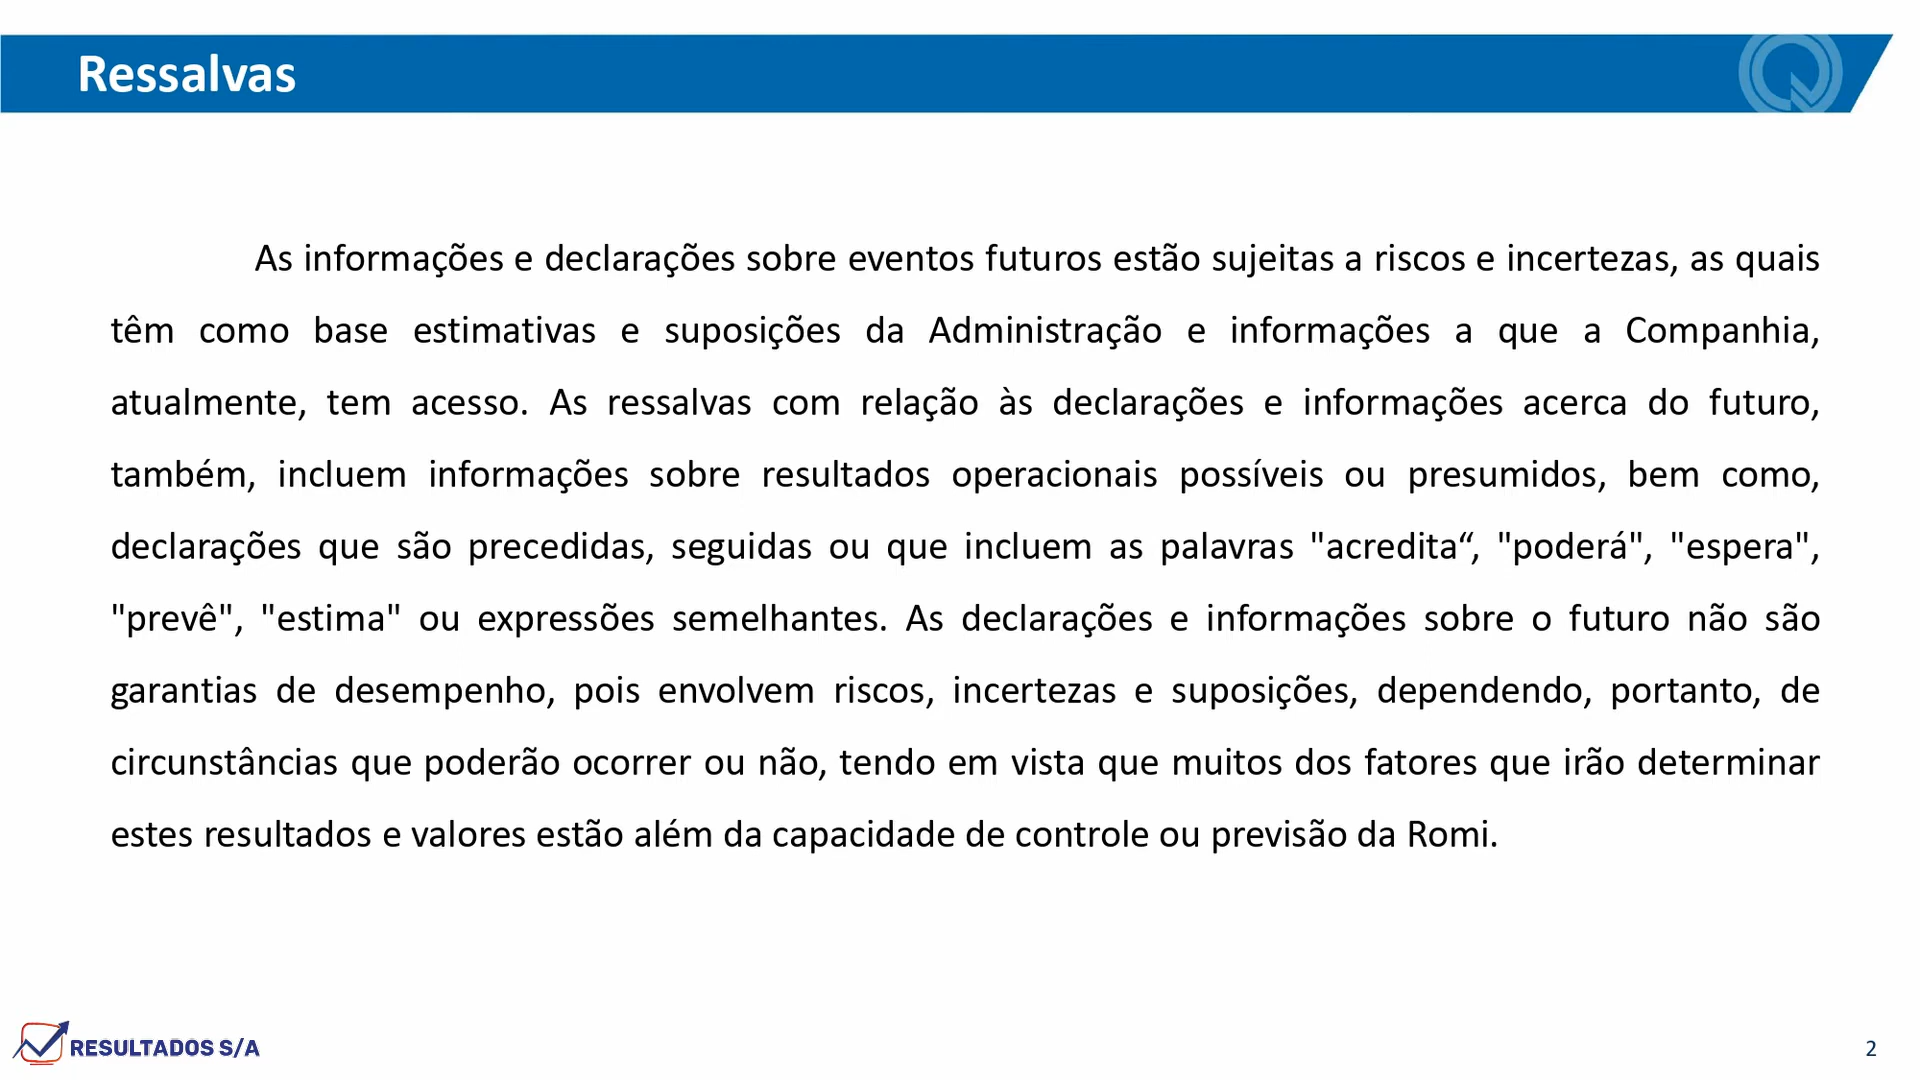 Ressalvas
As informações e declarações sobre eventos futuros estão sujeitas a riscos e incertezas, as quais
têm como base estimativas e suposições da Administração e informações a que a Companhia,
atualmente, tem acesso. As ressalvas com relação às declarações e informações acerca do futuro,
também, incluem informações sobre resultados operacionais possíveis ou presumidos, bem como,
declarações que são precedidas, seguidas ou que incluem as palavras "acredita“, "poderá", "espera",
"prevê", "estima" ou expressões semelhantes. As declarações e informações sobre o futuro não são
garantias de desempenho, pois envolvem riscos, incertezas e suposições, dependendo, portanto, de
circunstâncias que poderão ocorrer ou não, tendo em vista que muitos dos fatores que irão determinar
estes resultados e valores estão além da capacidade de controle ou previsão da Romi.
RESULTADOS S/A
2